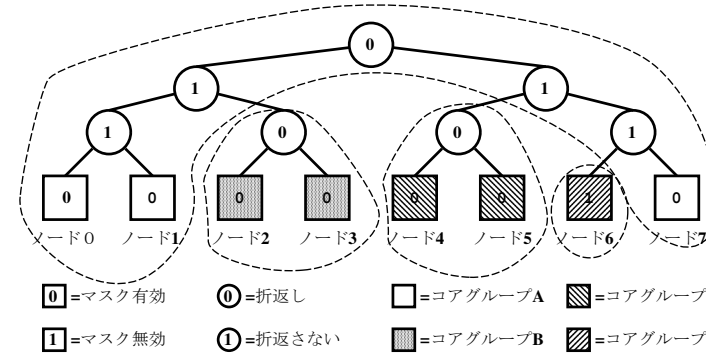 0
1
1
1
0
0
1
0
0
0
0
0
0
1
0
ノード0
ノード1
ノード2
ノード3
ノード4
ノード5
ノード6
ノード7
0 =マスク有効
0 =折返し
=コアグループA
=コアグループ
1 =マスク無効
1 =折返さない
=コアグループB
=コアグループ